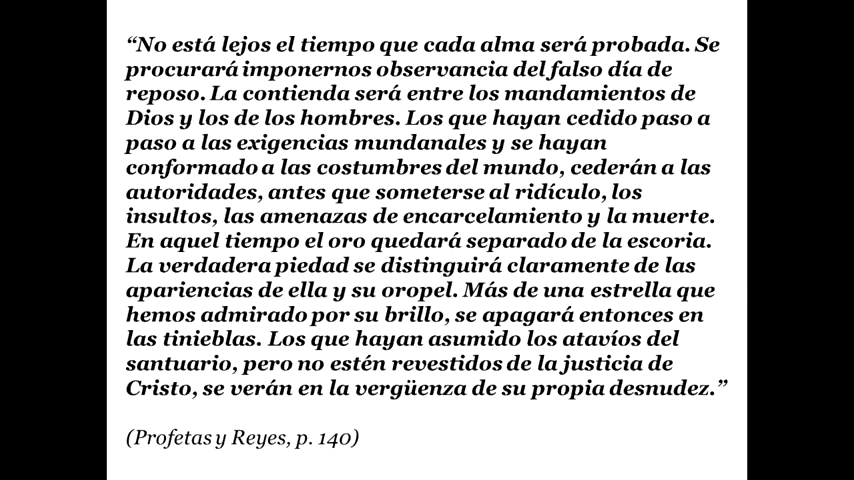 “No está lejos el tiempo que cada alma será probada. Se
procurará imponernos observancia del falso día de
reposo. La contienda será entre los mandamientos de
Dios y los de los hombres. Los que hayan cedido paso a
paso a las exigencias mundanales y se hayan
conformado a las costumbres del mundo, cederán a las
autoridades, antes que someterse al ridículo, los
insultos, las amenazas de encarcelamiento y la muerte.
En aquel tiempo el oro quedará separado de la escoria.
La verdadera piedad se distinguirá claramente de las
apariencias de ella y su oropel. Más de una estrella que
hemos admirado por su brillo, se apagará entonces en
las tinieblas. Los que hayan asumido los atavíos del
santuario, pero no estén revestidos de la justicia de
Cristo, se verán en la vergüenza de su propia desnudez.”
(Profetas y Reyes, p. 140)